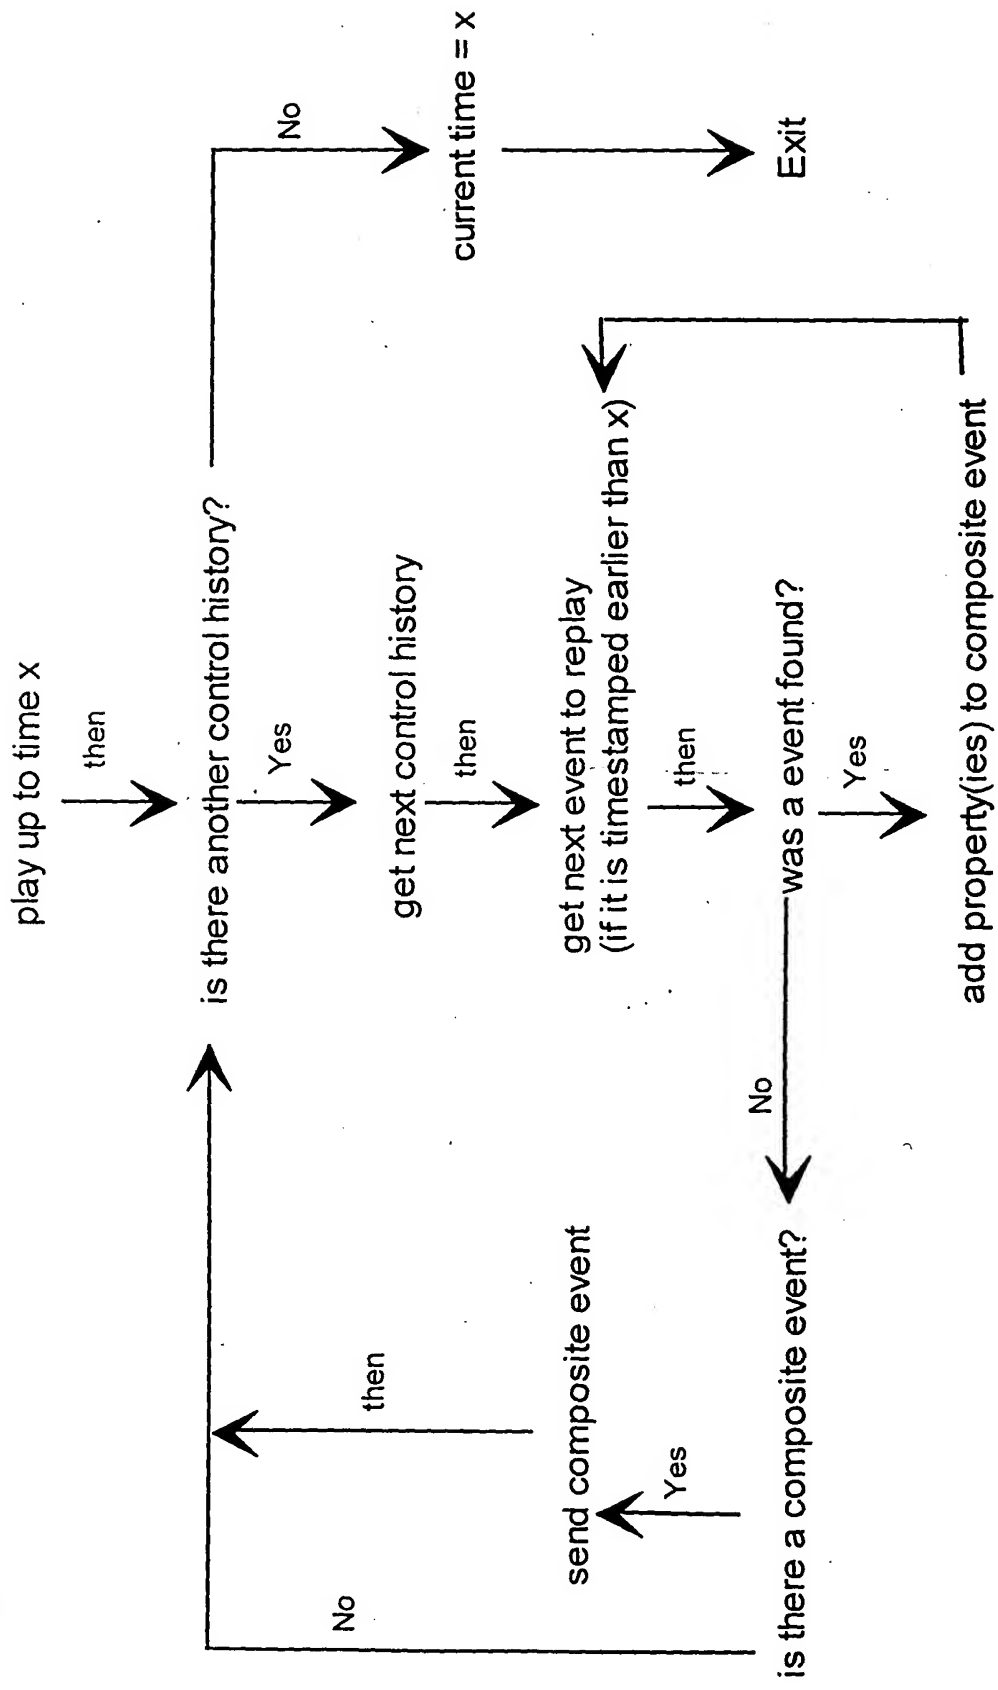 play up to time x
then
is there another control history?
No
Yes
current time = x
get next control history
then
Exit
get next event to replay
(if it is timestamped earlier than x)
then
was a event found?
Yes
No
add property(ies) to composite event
is there a composite event?
Yes
send composite event
then
No